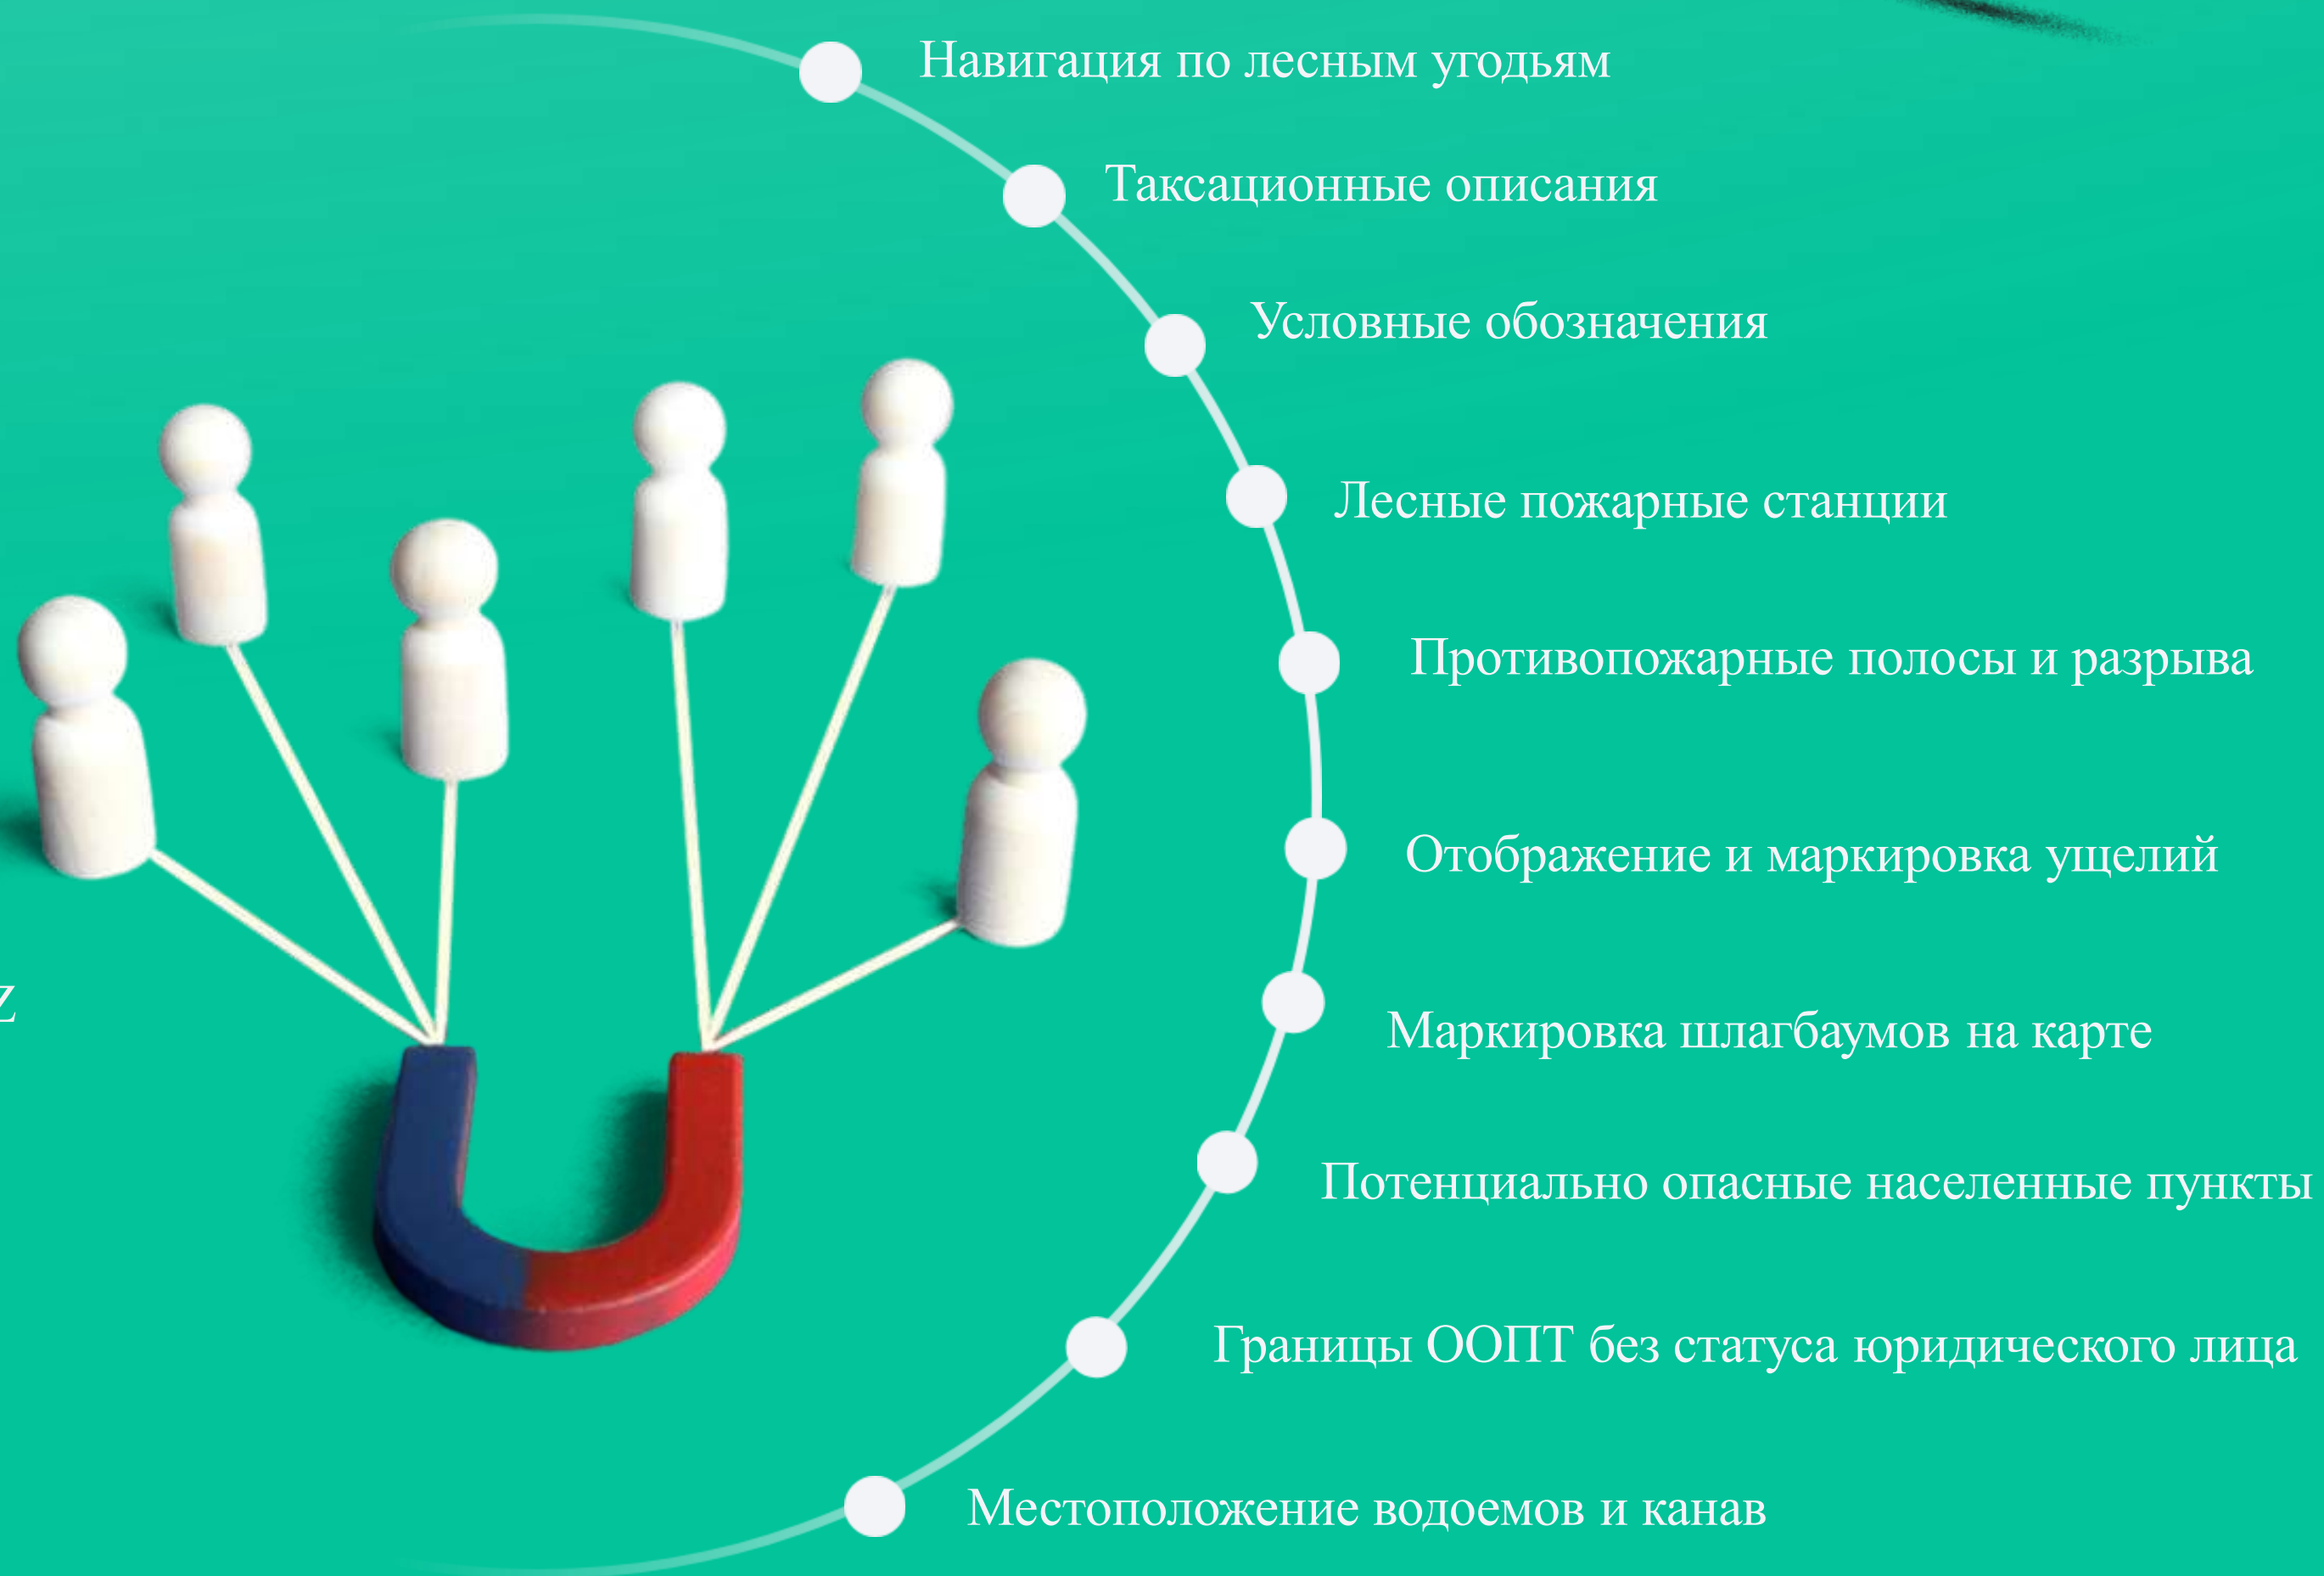 Навигация по лесным угодьям
Таксационные описания
Условные обозначения
Лесные пожарные станции
Противопожарные полосы и разрыва
Отображение и маркировка ущелий
Z
Маркировка шлагбаумов на карте
Потенциально опасные населенные пункты
Границы ООПТ без статуса юридического лица
Местоположение водоемов и канав